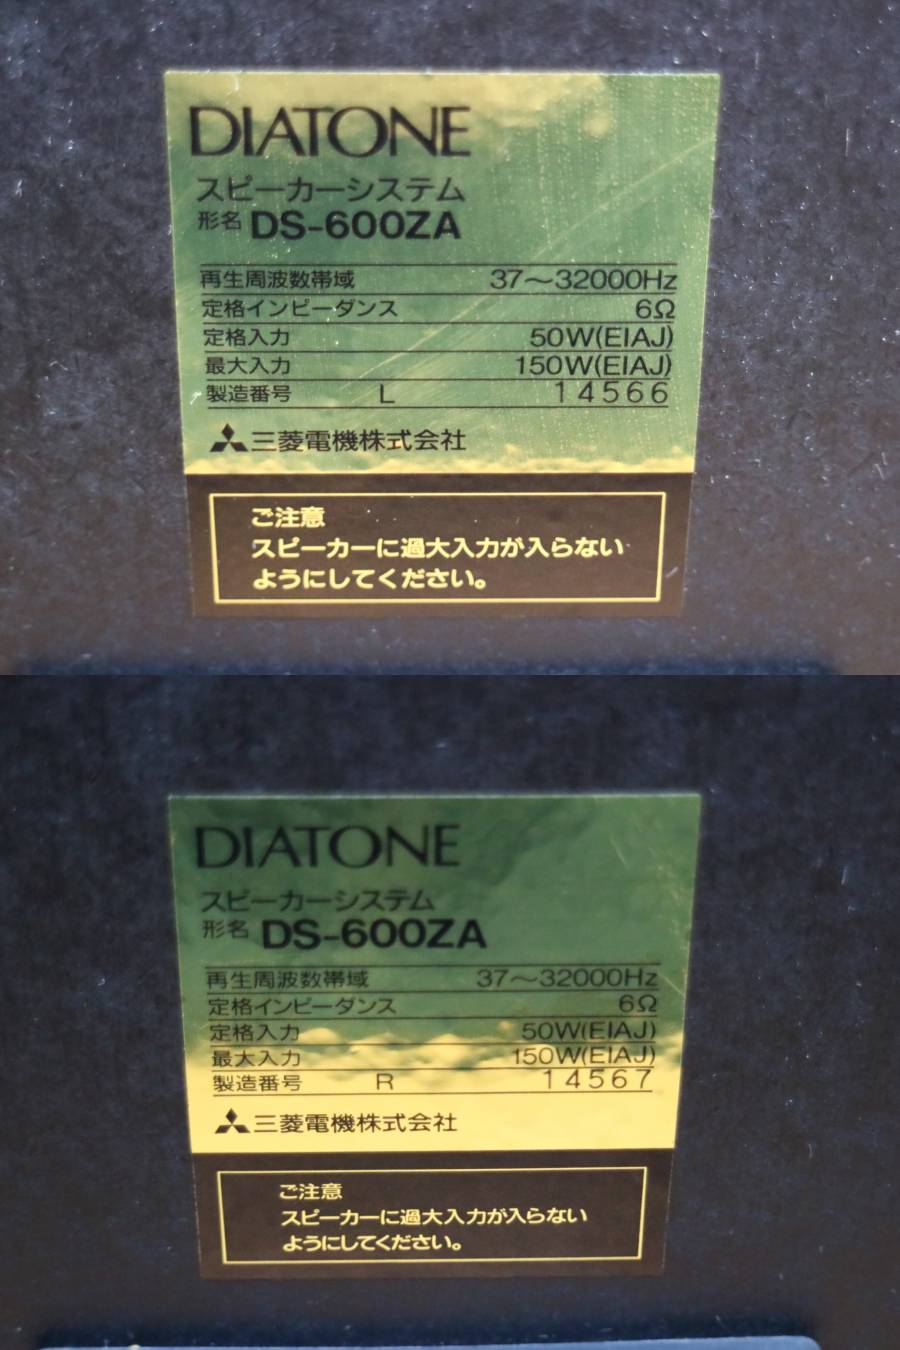 DIATONE
スピーカーシステム
形名 DS-600ZA
再生周波数帯域 37～32000Hz
定格インピーダンス 6Ω
定格入力 50W(EIAJ)
最大入力 150W(EIAJ)
製造番号 L 14566
三菱電機株式会社
ご注意
スピーカーに過大入力が入らない
ようにしてください。
DIATONE
スピーカーシステム
形名 DS-600ZA
再生周波数帯域 37～32000Hz
定格インピーダンス 6Ω
定格入力 50W(EIAJ)
最大入力 150W(EIAJ)
製造番号 R 14567
三菱電機株式会社
ご注意
スピーカーに過大入力が入らない
ようにしてください。